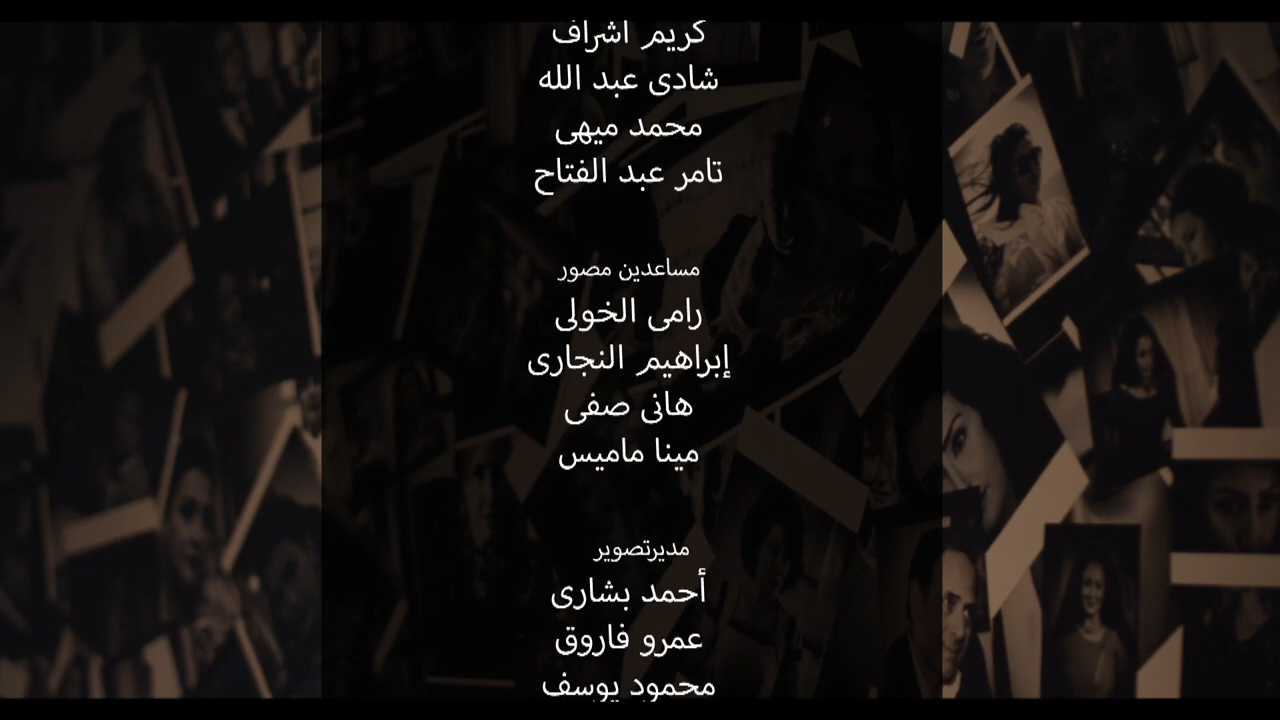 كريم اشراف
شادى عبد الله
محمد ميهى
تامر عبد الفتاح
مساعدين مصور
رامى الخولى
إبراهيم النجارى
هانى صفى
مينا ماميس
مديرتصوير
أحمد بشارى
عمرو فاروق
محمود يوسف